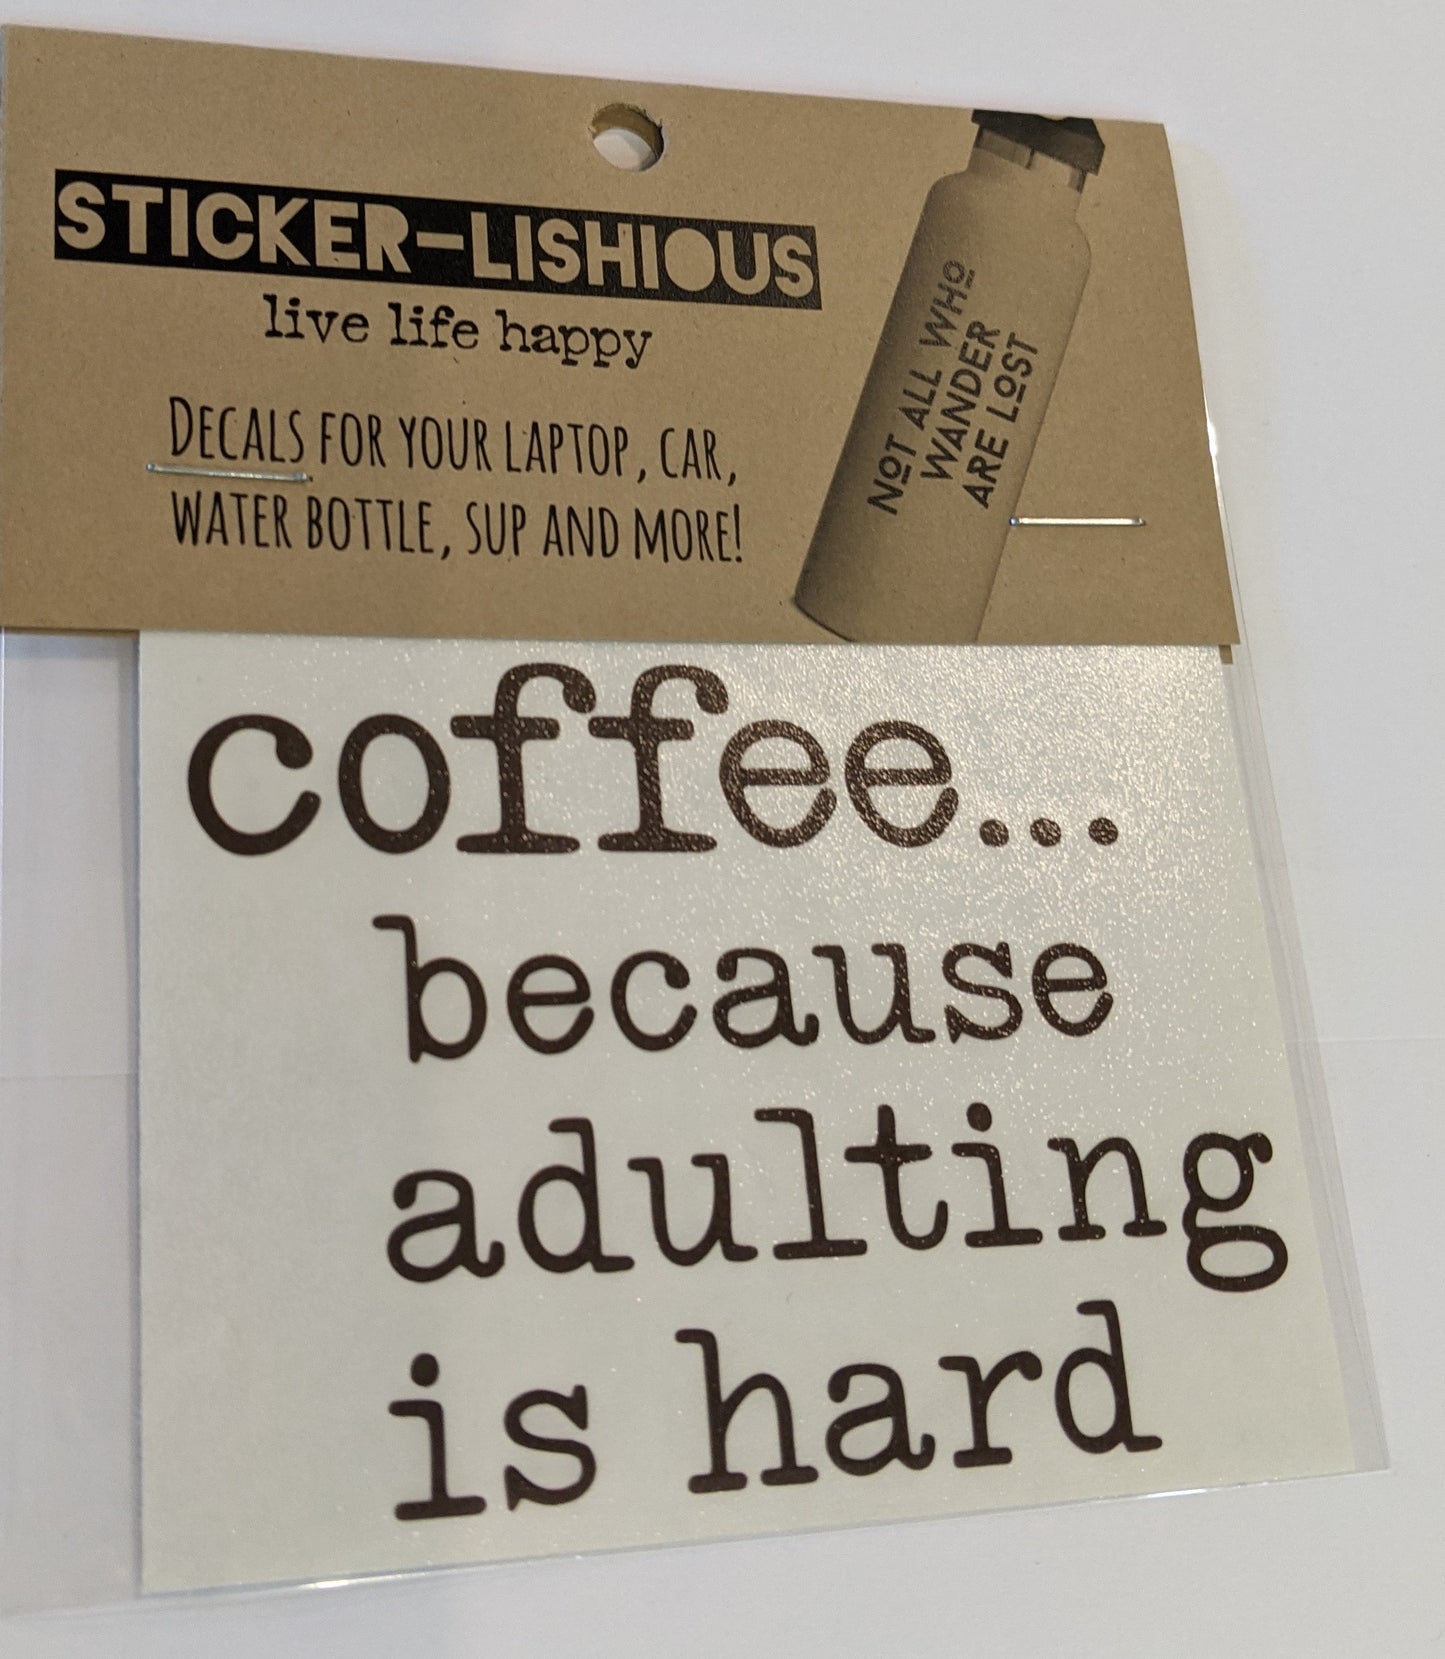 STICKER-LISHIOUS
live life happy
DECALS FOR YOUR LAPTOP, CAR,
WATER BOTTLE, SUP AND MORE!
NOT ALL WHO
WANDER
ARE LOST
coffee...
because
adulting
is hard